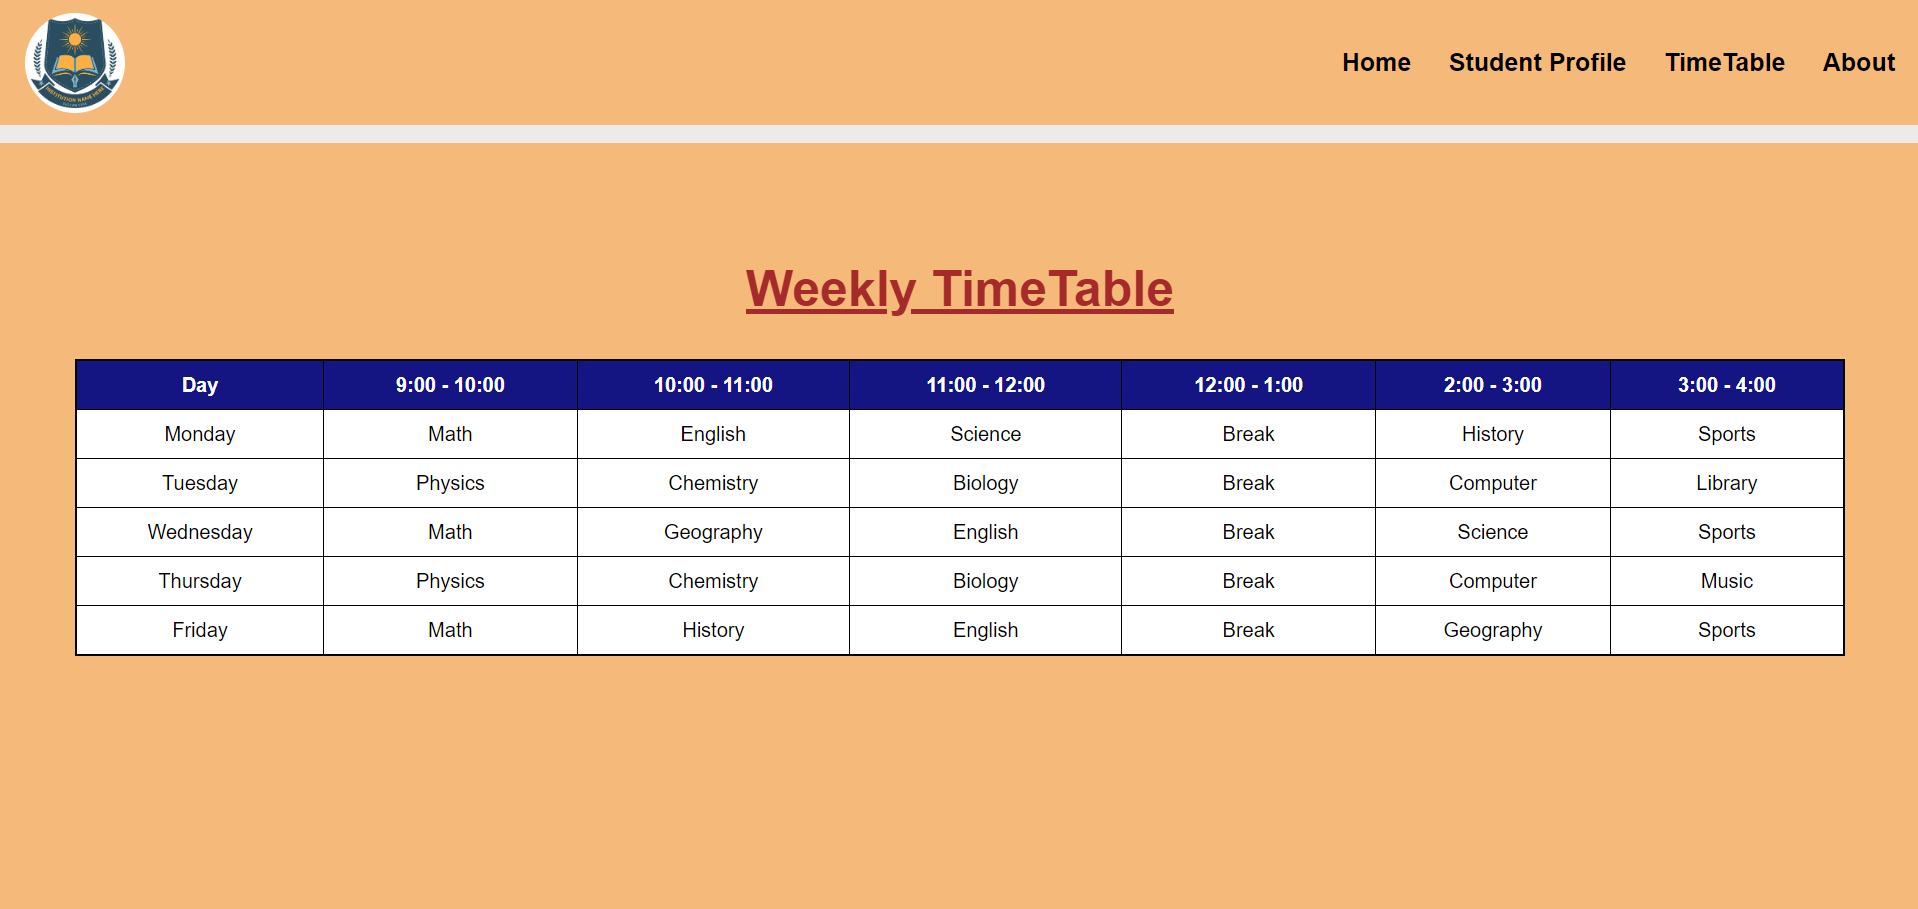 INSTITUTION NAME HERE
Home Student Profile TimeTable About
Weekly TimeTable
Day 9:00 - 10:00 10:00 - 11:00 11:00 - 12:00 12:00 - 1:00 2:00 - 3:00 3:00 - 4:00
Monday Math English Science Break History Sports
Tuesday Physics Chemistry Biology Break Computer Library
Wednesday Math Geography English Break Science Sports
Thursday Physics Chemistry Biology Break Computer Music
Friday Math History English Break Geography Sports